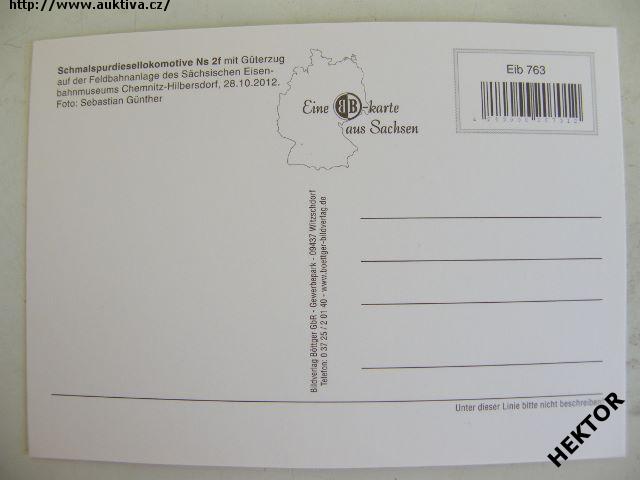 http://www.auktiva.cz/
Schmalspurdiesellokomotive Ns 2f mit Güterzug
auf der Feldbahnanlage des Sächsischen Eisen-
bahnmuseums Chemnitz-Hilbersdorf, 28.10.2012.
Foto: Sebastian Günther
Eine BB-karte
aus Sachsen
Eib 763
Bildverlag Böttger GbR - Gewerbepark - 09437 Witzschdorf
Telefon: 0 37 25 / 2 01 40 - www.boettger-bildverlag.de
Unter dieser Linie bitte nicht beschreiben
HEKTOR